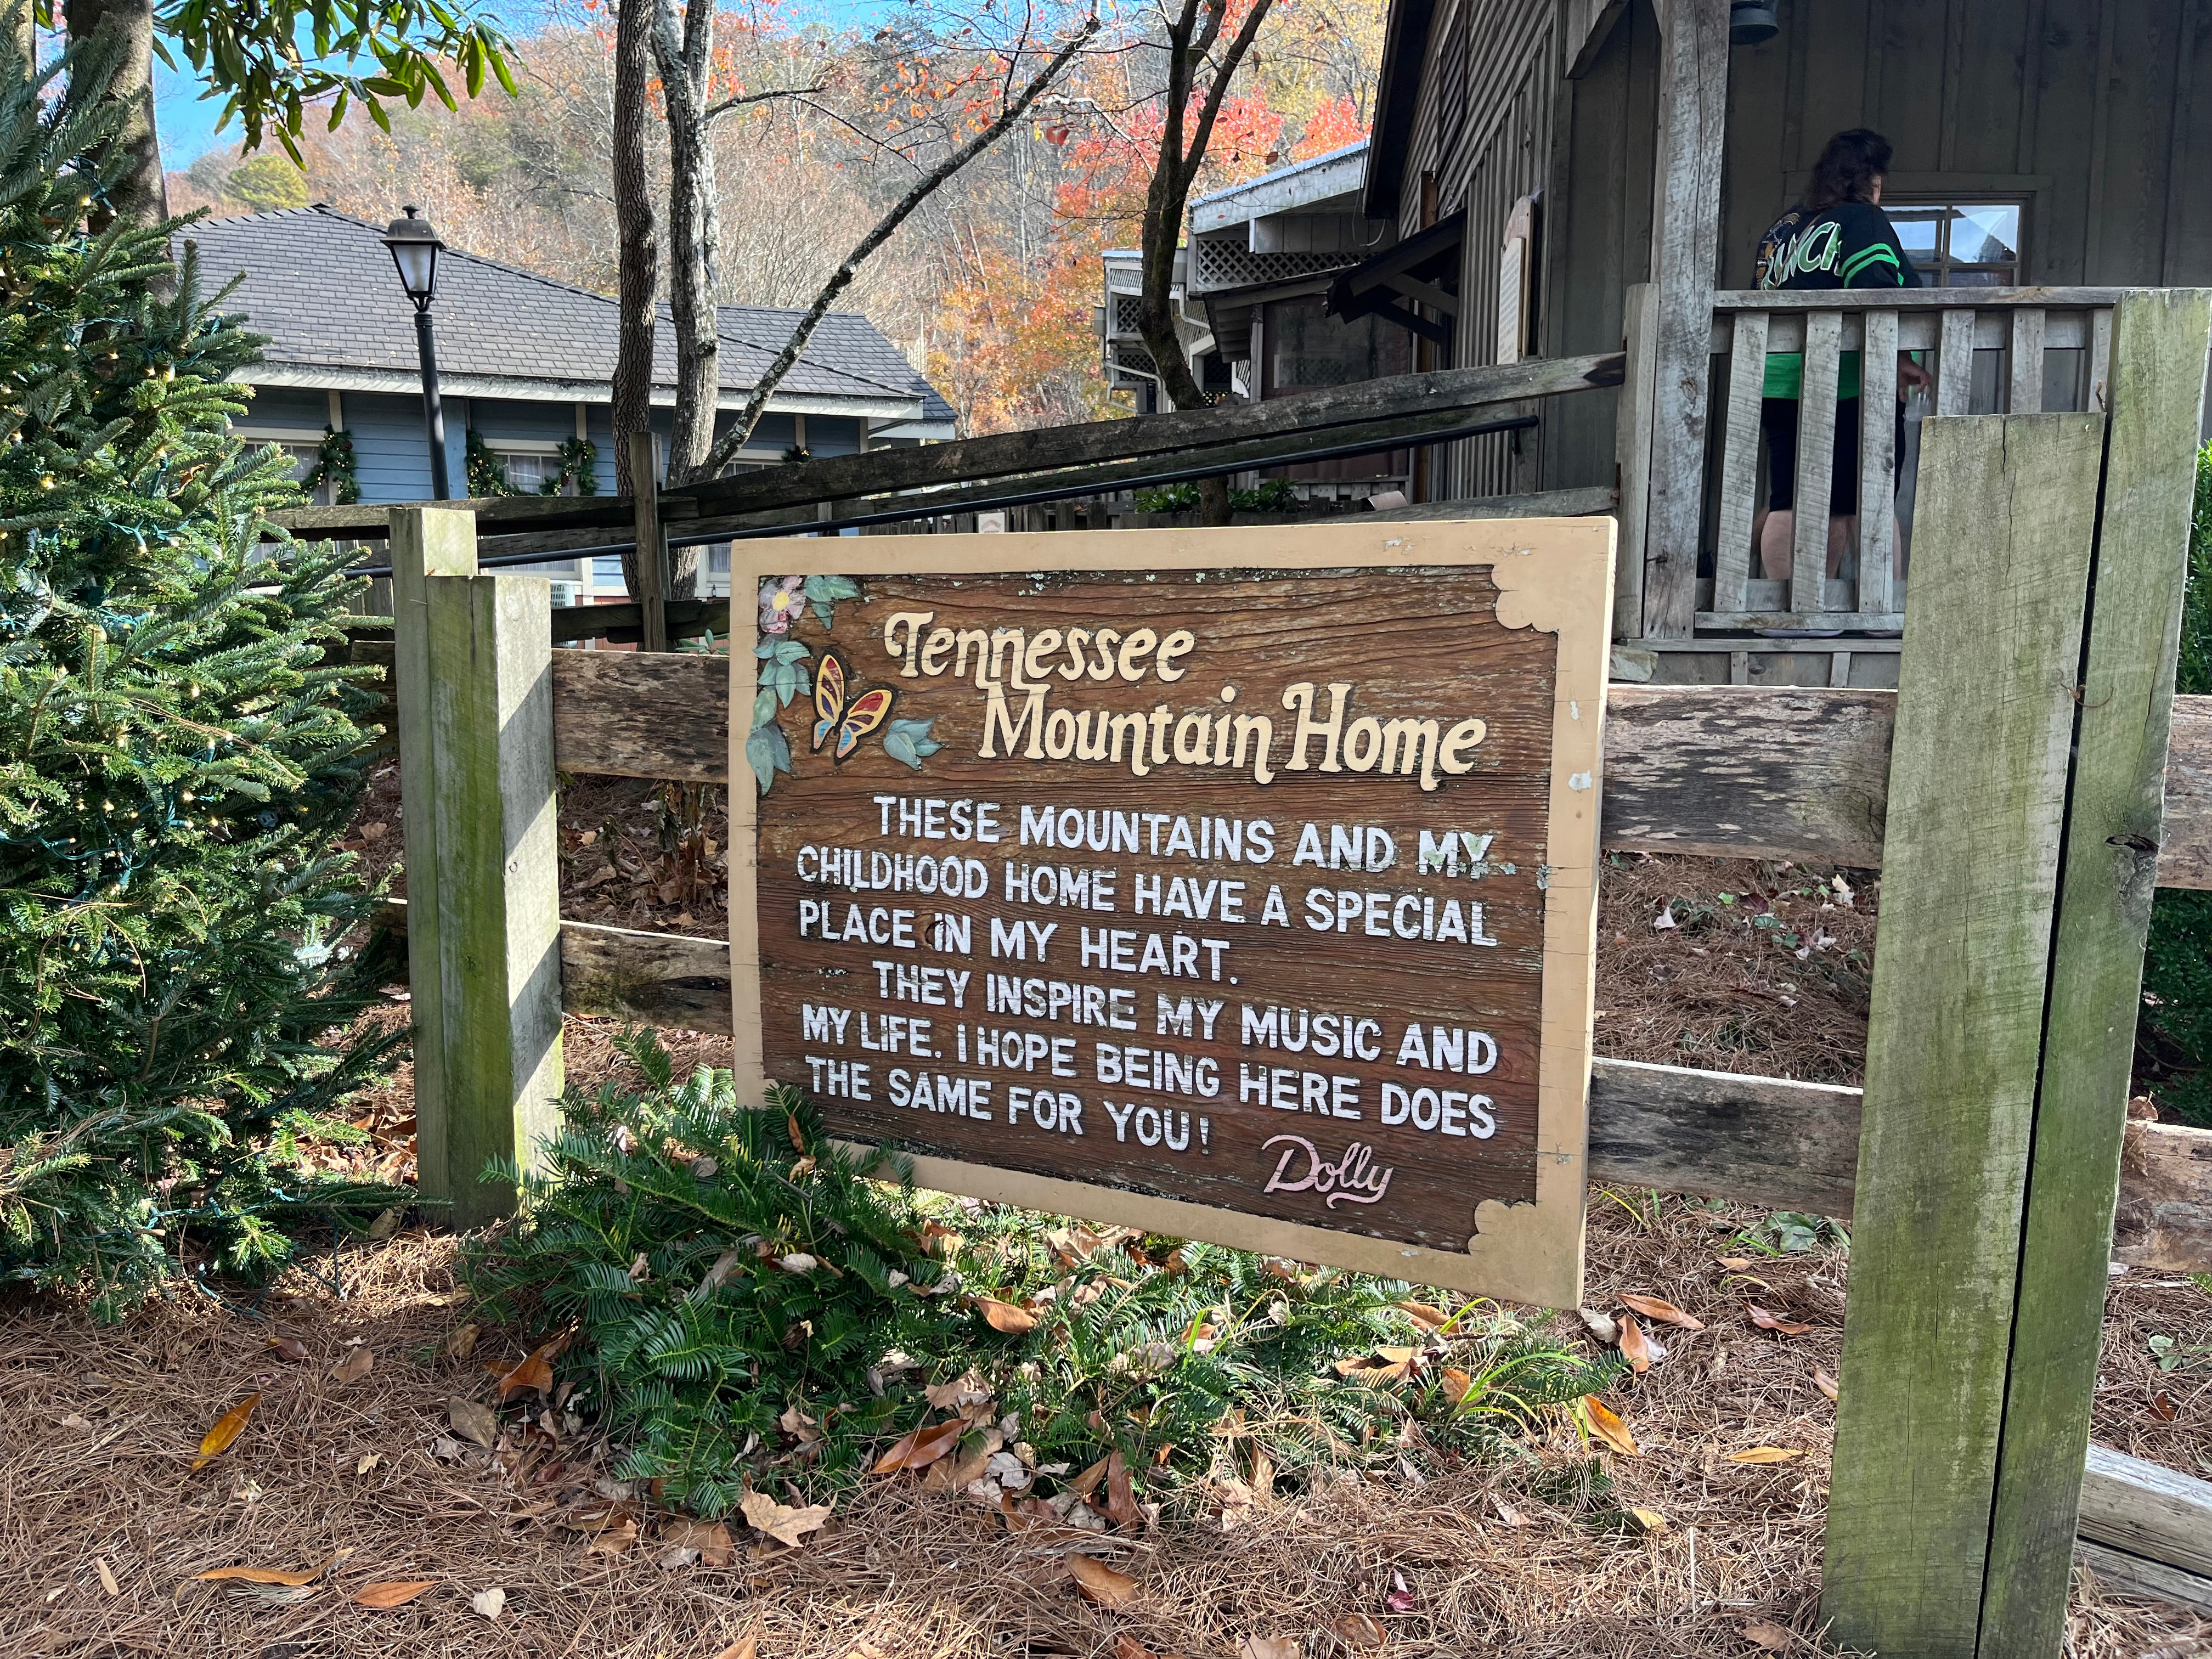 Tennessee
Mountain Home
THESE MOUNTAINS AND MY
CHILDHOOD HOME HAVE A SPECIAL
PLACE IN MY HEART.
THEY INSPIRE MY MUSIC AND
MY LIFE. I HOPE BEING HERE DOES
THE SAME FOR YOU!
Dolly